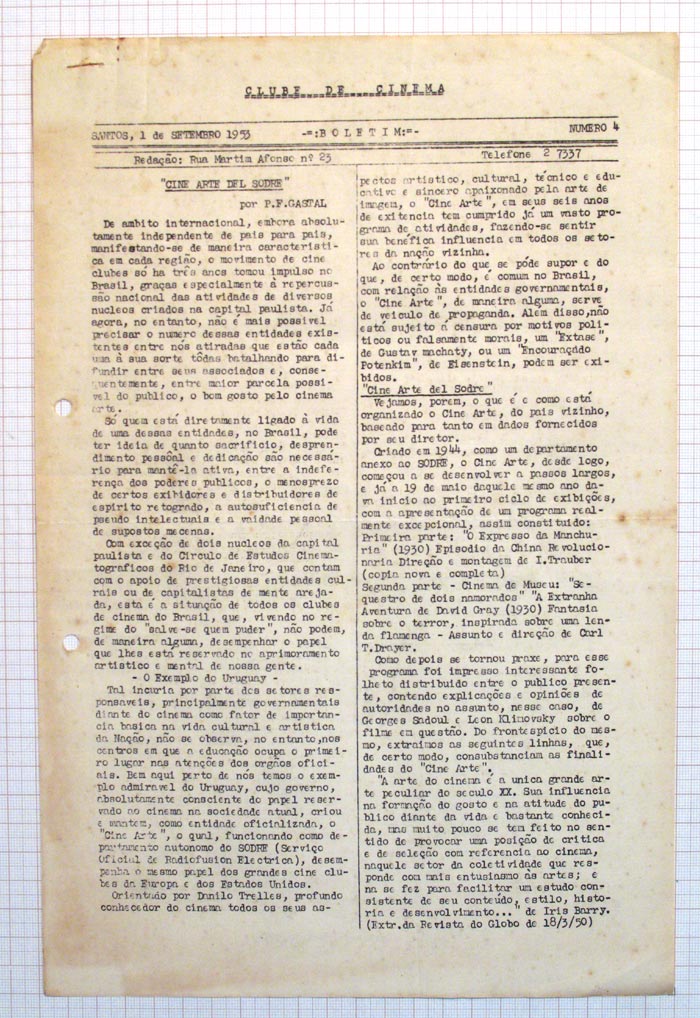 CLUBE DE CINEMA
SANTOS, 1 de SETEMBRO 1953
-=:BOLETIM:=-
NUMERO 4
Redação: Rua Martim Afonso nº 23
Telefone 2 7337
"CINE ARTE DEL SODRE"
por P.F.GASTAL
De ambito internacional, embora absolu-
tamente independente de pais para pais,
manifestando-se de maneira caracteristi-
ca em cada região, o movimento de cine
clubes só ha três anos tomou impulso no
Brasil, graças especialmente à repercus-
são nacional das atividades de diversos
nucleos criados na capital paulista. Já
agora, no entanto, não é mais possivel
precisar o numero dessas entidades exis-
tentes entre nós atiradas que estão cada
uma à sua sorte tôdas batalhando para di-
fundir entre seus associados e, conse-
quentemente, entre maior parcela possi-
vel do publico, o bom gosto pelo cinema
arte.
Só quem está diretamente ligado à vida
de uma dessas entidades, no Brasil, pode
ter ideia de quanto sacrificio, despren-
dimento pessoal e dedicação são necessá-
rio para mantê-la ativa, entre a indefe-
rença dos poderes publicos, o menosprezo
de certos exibidores e distribuidores de
espirito retogrado, a autosuficiencia de
pseudo intelectuais e a vaidade pessoal
de supostos mecenas.
Com exceção de dois nucleos da capital
paulista e do Circulo de Estudos Cinema-
tograficos do Rio de Janeiro, que contam
com o apoio de prestigiosas entidades cul-
rais ou de capitalistas de mente areja-
da, esta é a situação de todos os clubes
de cinema do Brasil, que, vivendo no re-
gime do "salve-se quem puder", não podem,
de maneira alguma, desempenhar o papel
que lhes está reservado no aprimoramento
artistico e mental de nossa gente.
- O Exemplo do Uruguay -
Tal incuria por parte dos setores res-
ponsaveis, principalmente governamentais
diante do cinema como fator de importan-
cia basica na vida cultural e artistica
da Nação, não se observa, no entanto,nos
centros em que a educação ocupa o primei-
ro lugar nas atenções dos orgãos ofici-
ais. Bem aqui perto de nós temos o exem-
plo admiravel do Uruguay, cujo governo,
absolutamente consciente do papel reser-
vado ao cinema na sociedade atual, criou
e mantem, como entidade oficializada, o
"Cine Arte", o qual, funcionando como de-
partamento autonomo do SODRE (Serviço
Oficial de Radiofusion Electrica), desem-
penha o mesmo papel dos grandes cine clu-
bes da Europa e dos Estados Unidos.
Orientado por Danilo Trelles, profundo
conhecedor do cinema todos os seus as-
pectos artistico, cultural, técnico e edu-
cativo e sincero apaixonado pela arte de
imagem, o "Cine Arte", em seus seis anos
de exitencia tem cumprido já um vasto pro-
grama de atividades, fazendo-se sentir
sua benéfica influencia em todos os seto-
res da nação vizinha.
Ao contrário do que se póde supor e do
que, de certo modo, é comum no Brasil,
com relação às entidades governamentais,
o "Cine Arte", de maneira alguma, serve
de veiculo de propaganda. Alem disso,não
está sujeito à censura por motivos poli-
ticos ou falsamente morais, um "Extase",
de Gustav machaty, ou um "Encouraçado
Potenkim", de Eisenstein, podem ser exi-
bidos.
"Cine Arte del Sodre"
Vejamos, porem, o que é e como está
organizado o Cine Arte, do pais vizinho,
baseado para tanto em dados fornecidos
por seu diretor.
Criado em 1944, como um departamento
anexo ao SODRE, o Cine Arte, desde logo,
começou a se desenvolver a passos largos,
e já a 19 de maio daquele mesmo ano da-
va inicio ao primeiro ciclo de exibições,
com a apresentação de um programa real-
mente excepcional, assim constituido:
Primeira parte: "O Expresso da Manchu-
ria" (1930) Episodio da China Revolucio-
naria Direção e montagem de I.Trauber
(copia nova e completa)
Segunda parte - Cinema de Museu: "Se-
questro de dois namorados" "A Extranha
Aventura de David Gray (1930) Fantasia
sobre o terror, inspirada sobre uma len-
da flamenga - Assunto e direção de Carl
T.Drayer.
Como depois se tornou praxe, para esse
programa foi impresso interessante fo-
lheto distribuido entre o publico presen-
te, contendo explicações e opiniões de
autoridades no assunto, nesse caso, de
Georges Sadoul e Leon Klimovsky sobre o
filme em questão. Do frontespicio do mes-
mo, extraimos as seguintes linhas, que,
de certo modo, consubstanciam as finali-
dades do "Cine Arte".
"A arte do cinema é a unica grande ar-
te peculiar do seculo XX. Sua influencia
na formação do gosto e na atitude do pu-
blico diante da vida e bastante conheci-
da, mas muito pouco se tem feito no sen-
tido de provocar uma posição de critica
e de seleção com referencia ao cinema,
naquele setor da coletividade que res-
ponde com mais entusiasmo às artes; e
na se fez para facilitar um estudo con-
sistente de seu conteúdo, estilo, histo-
ria e desenvolvimento..." de Iris Barry.
(Extr.da Revista do Globo de 18/3/50)